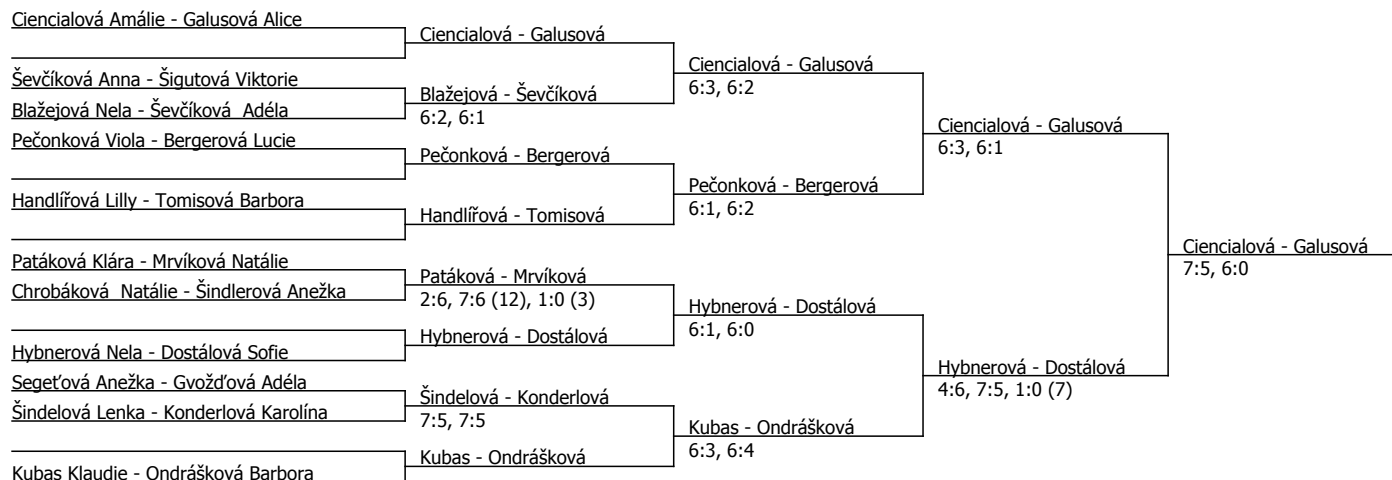 Ciencialová Amálie - Galusová Alice
Ševčíková Anna - Šigutová Viktorie
Blažejová Nela - Ševčíková  Adéla
Pečonková Viola - Bergerová Lucie
Handlířová Lilly - Tomisová Barbora
Patáková Klára - Mrvíková Natálie
Chrobáková  Natálie - Šindlerová Anežka
Hybnerová Nela - Dostálová Sofie
Segeťová Anežka - Gvožďová Adéla
Šindelová Lenka - Konderlová Karolína
Kubas Klaudie - Ondrášková Barbora
Ciencialová - Galusová
Blažejová - Ševčíková
6:2, 6:1
Pečonková - Bergerová
Handlířová - Tomisová
Patáková - Mrvíková
2:6, 7:6 (12), 1:0 (3)
Hybnerová - Dostálová
Šindelová - Konderlová
7:5, 7:5
Kubas - Ondrášková
Ciencialová - Galusová
6:3, 6:2
Pečonková - Bergerová
6:1, 6:2
Hybnerová - Dostálová
6:1, 6:0
Kubas - Ondrášková
6:3, 6:4
Ciencialová - Galusová
6:3, 6:1
Hybnerová - Dostálová
4:6, 7:5, 1:0 (7)
Ciencialová - Galusová
7:5, 6:0